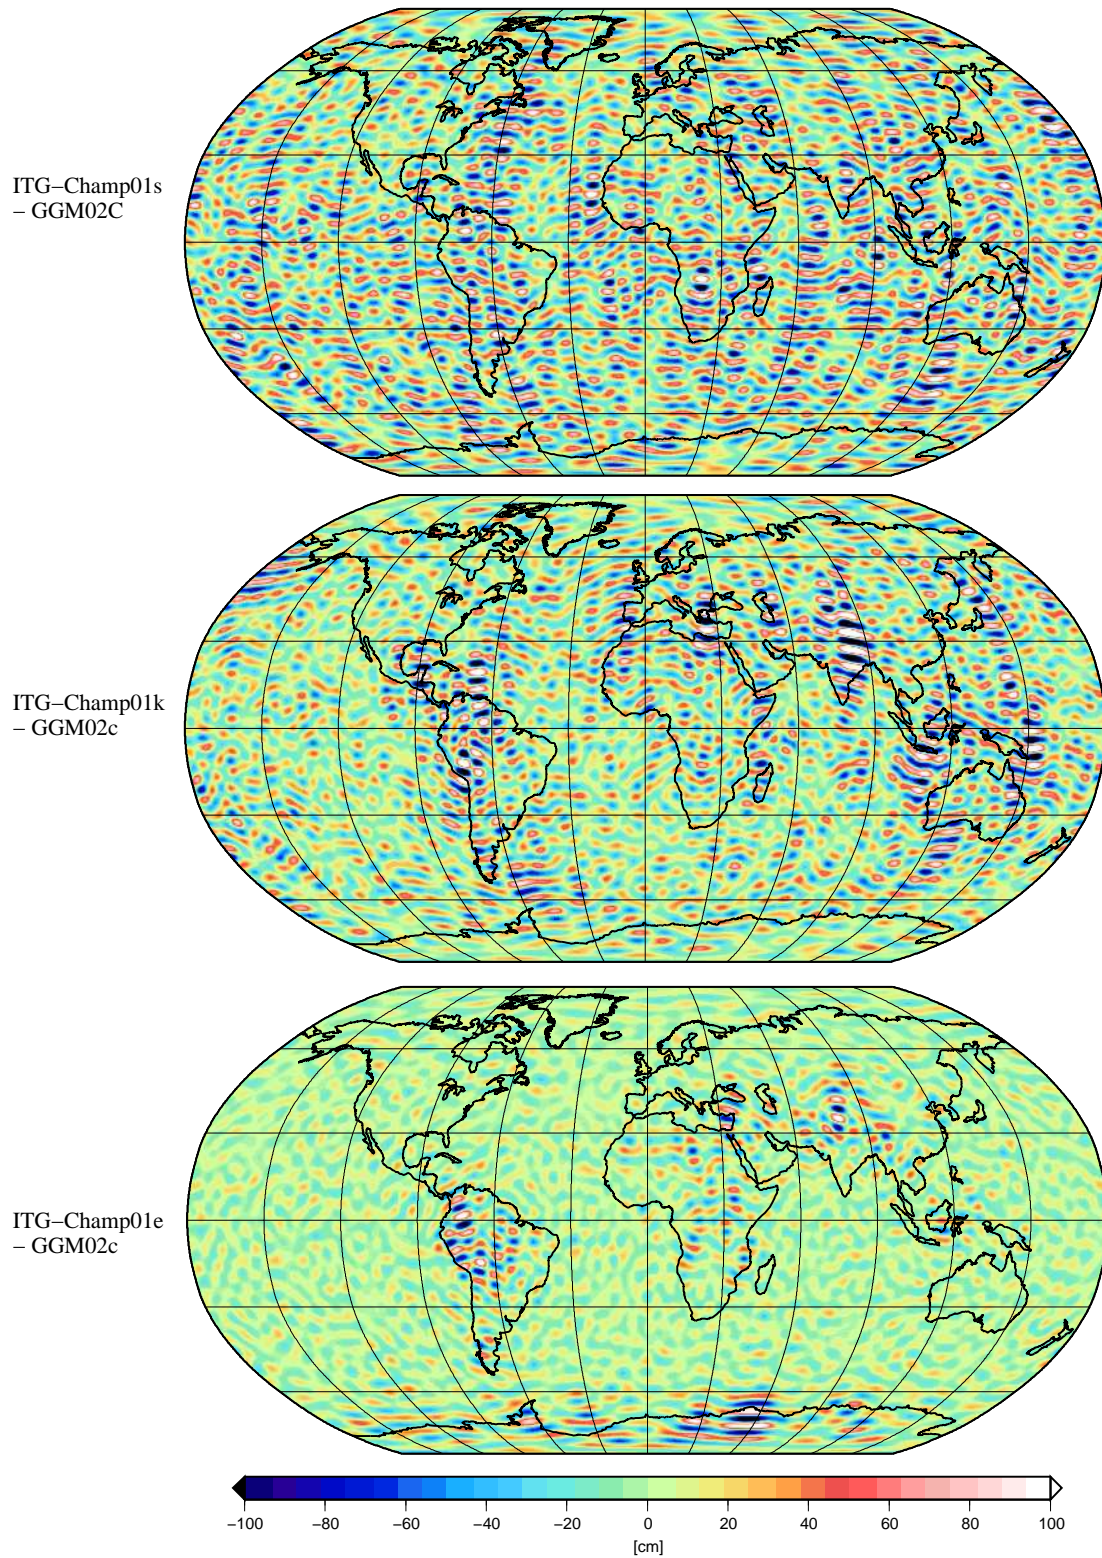 ITG–Champ01s
– GGM02C
ITG–Champ01k
– GGM02c
ITG–Champ01e
– GGM02c
−100 −80 −60 −40 −20 0 20 40 60 80 100
[cm]